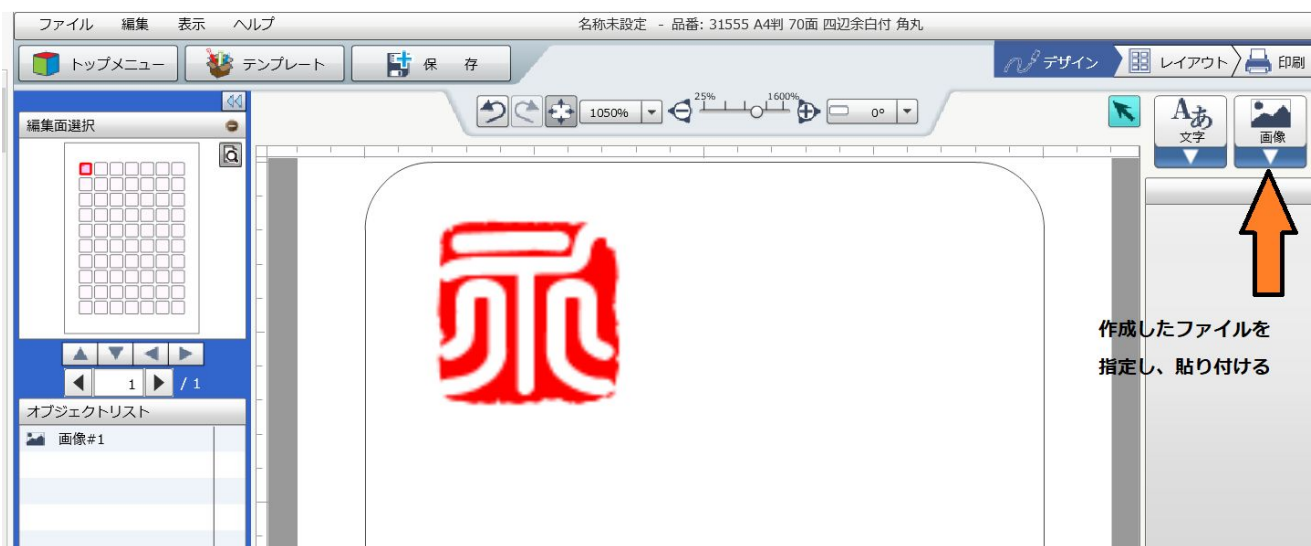 ファイル 編集 表示 ヘルプ 名称未設定 - 品番: 31555 A4判 70面 四辺余白付 角丸
トップメニュー テンプレート 保 存 デザイン レイアウト 印刷
編集面選択
1050% 25% 1600% 0°
Aあ
文字 画像
作成したファイルを
指定し、貼り付ける
1 / 1
オブジェクトリスト
画像#1